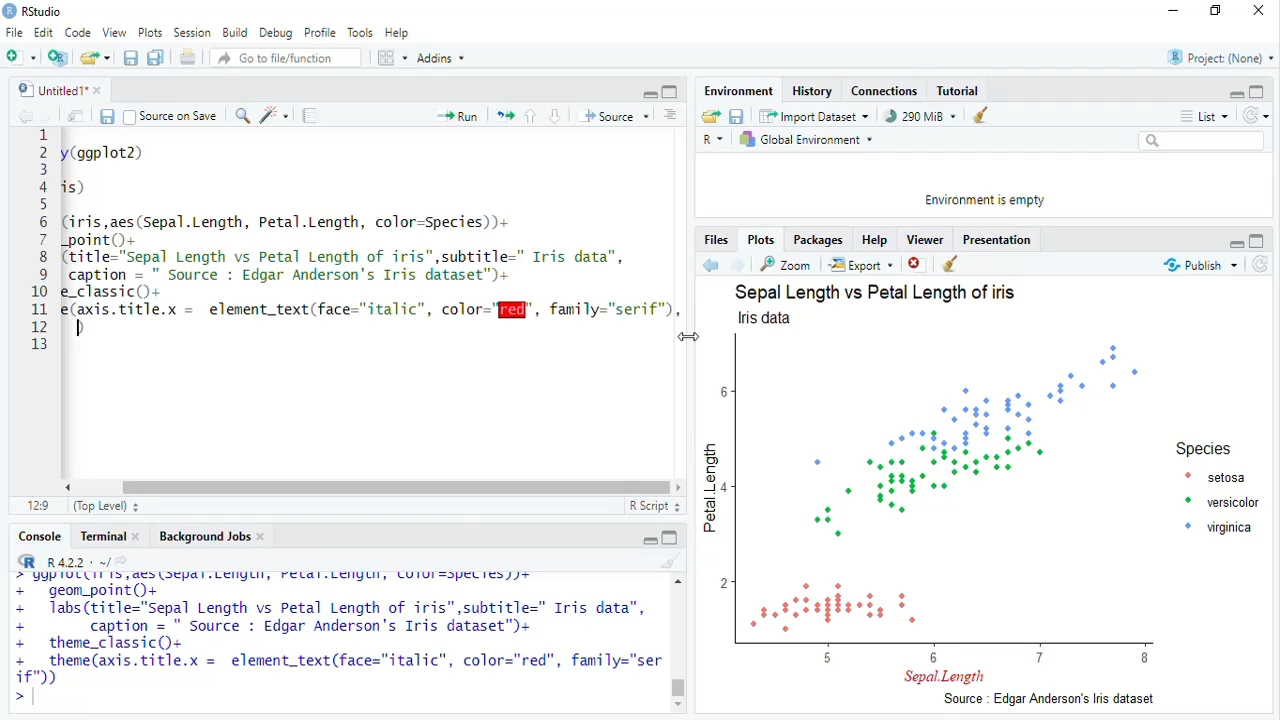 RStudio
File Edit Code View Plots Session Build Debug Profile Tools Help
Go to file/function Addins Project: (None)
Untitled1*
Source on Save Run Source
1
2 y(ggplot2)
3
4 is)
5
6 (iris,aes(Sepal.Length, Petal.Length, color=Species))+
7 _point()+
8 (title="Sepal Length vs Petal Length of iris",subtitle=" Iris data",
9 caption = " Source : Edgar Anderson's Iris dataset")+
10 e_classic()+
11 e(axis.title.x =  element_text(face="italic", color="red", family="serif"),
12 )
13
12:9 (Top Level) R Script
Console Terminal Background Jobs
R 4.2.2 · ~/
> ggplot(iris,aes(Sepal.Length, Petal.Length, color=Species))+
+ geom_point()+
+ labs(title="Sepal Length vs Petal Length of iris",subtitle=" Iris data",
+ caption = " Source : Edgar Anderson's Iris dataset")+
+ theme_classic()+
+ theme(axis.title.x =  element_text(face="italic", color="red", family="ser
if"))
>
Environment History Connections Tutorial
Import Dataset 290 MiB List
R Global Environment
Environment is empty
Files Plots Packages Help Viewer Presentation
Zoom Export Publish
Sepal Length vs Petal Length of iris
Iris data
6
4
2
Petal.Length
5 6 7 8
Sepal.Length
Species
setosa
versicolor
virginica
Source : Edgar Anderson's Iris dataset